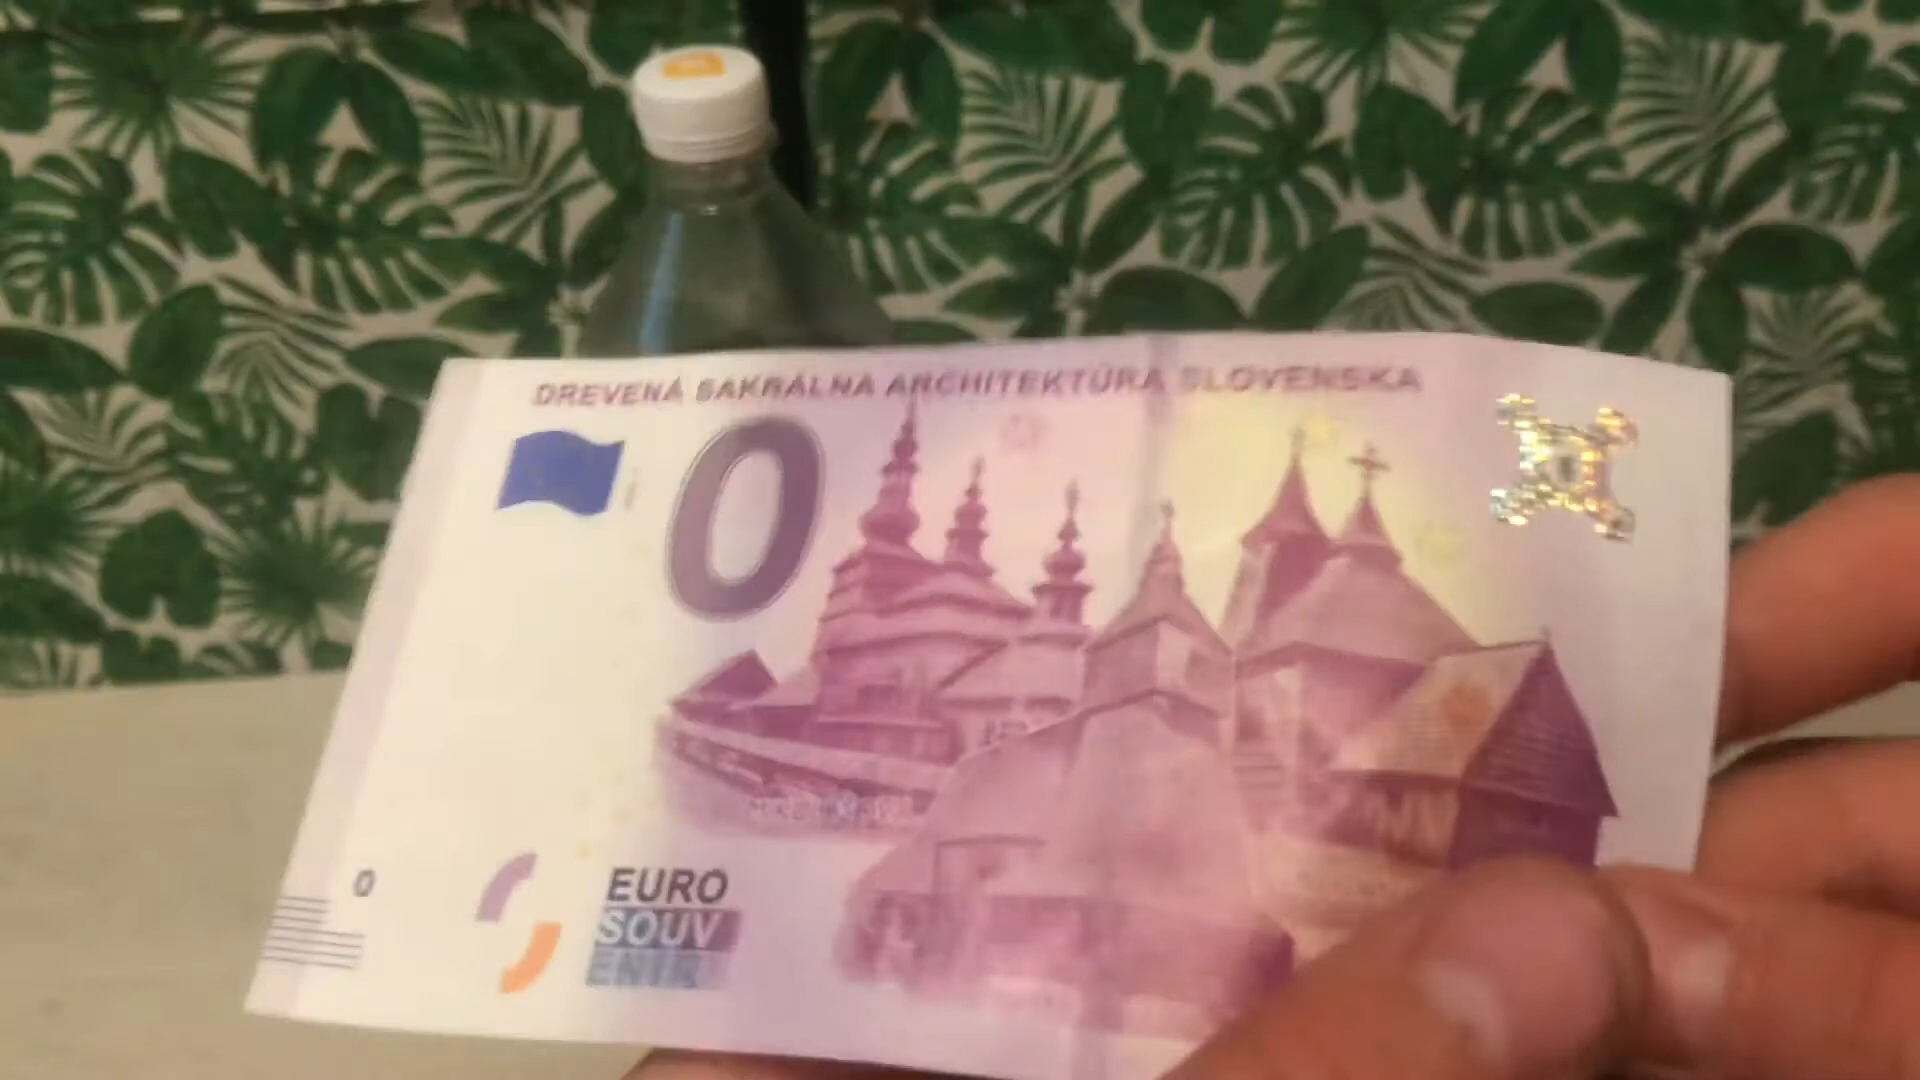 DREVENÁ SAKRÁLNA ARCHITEKTÚRA SLOVENSKA
0
0
EURO
SOUV
ENIR